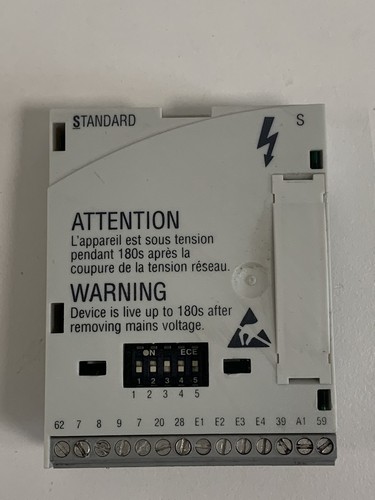 STANDARD S
ATTENTION
L'appareil est sous tension
pendant 180s après la
coupure de la tension réseau.
WARNING
Device is live up to 180s after
removing mains voltage.
ON ECE
1 2 3 4 5
1 2 3 4 5
62 7 8 9 7 20 28 E1 E2 E3 E4 39 A1 59